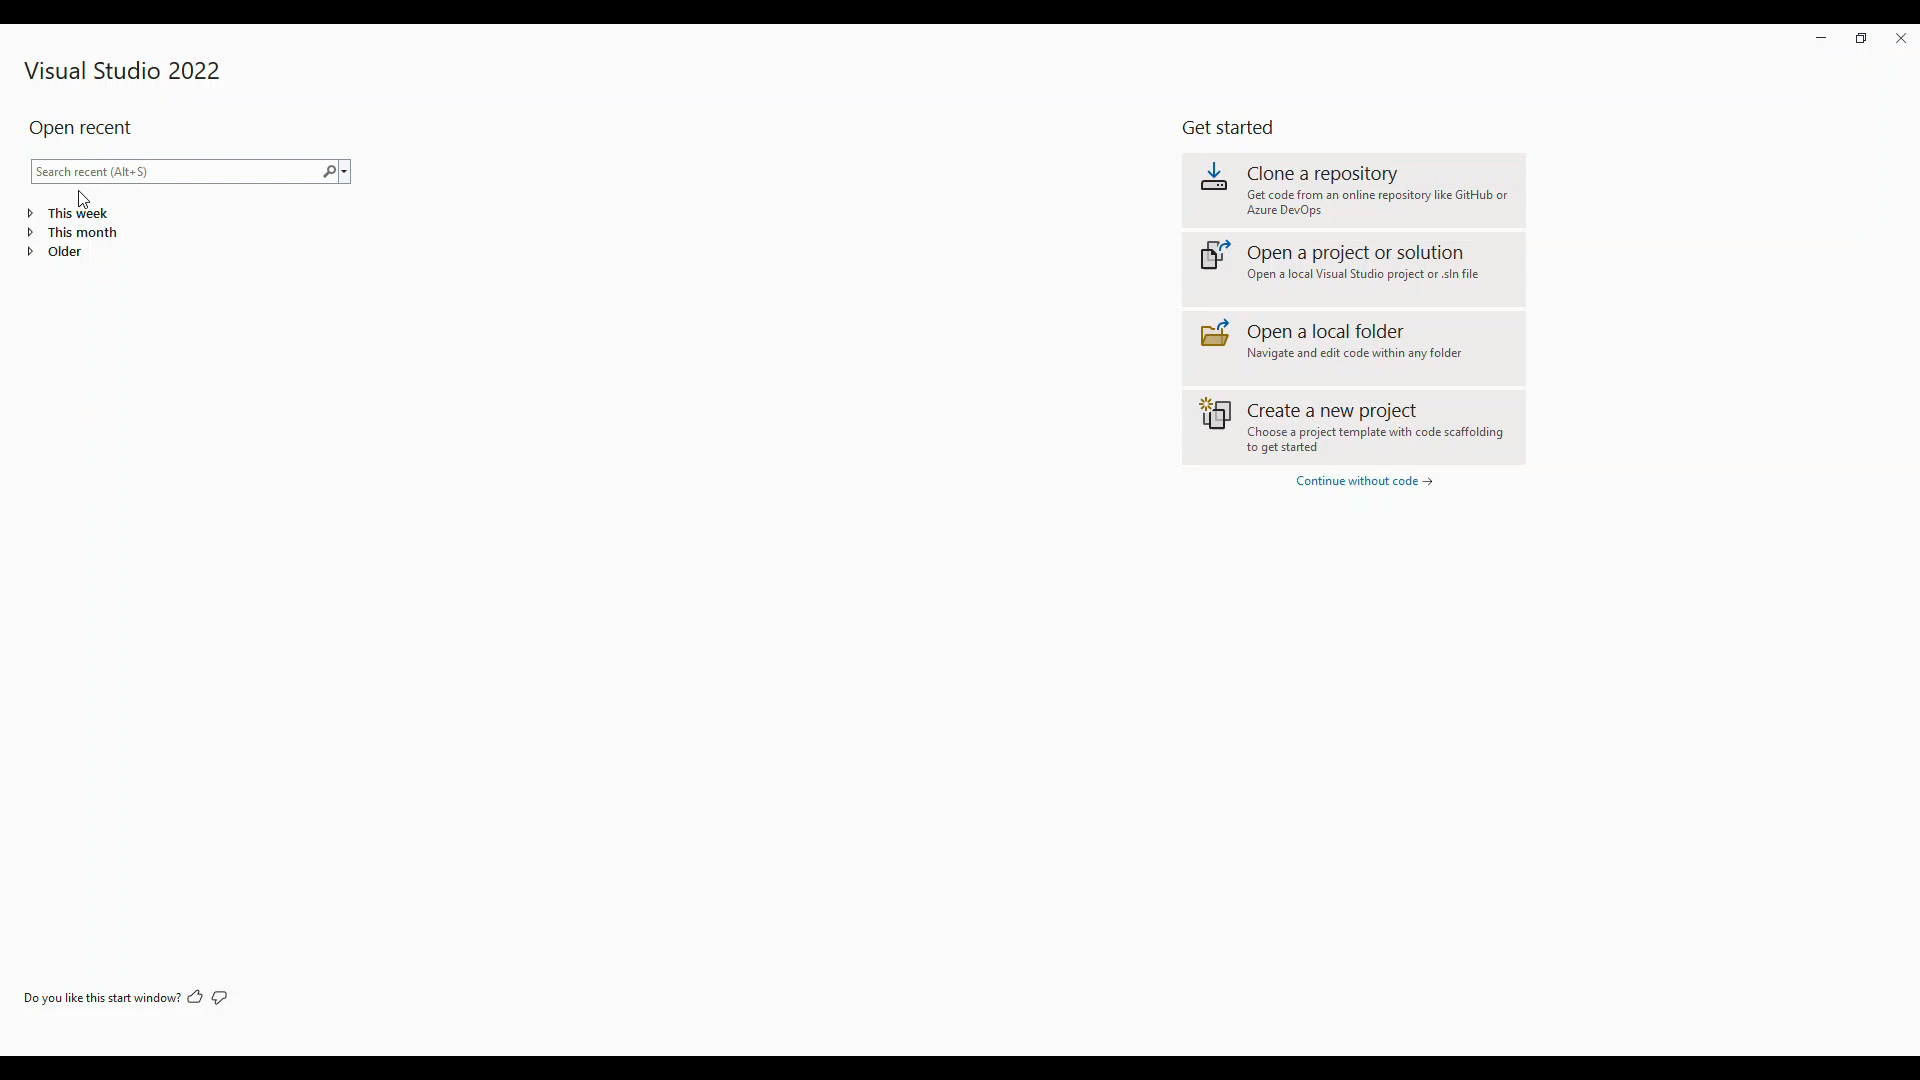 Visual Studio 2022
Open recent
Search recent (Alt+S)
This week
This month
Older
Get started
Clone a repository
Get code from an online repository like GitHub or
Azure DevOps
Open a project or solution
Open a local Visual Studio project or .sln file
Open a local folder
Navigate and edit code within any folder
Create a new project
Choose a project template with code scaffolding
to get started
Continue without code →
Do you like this start window?